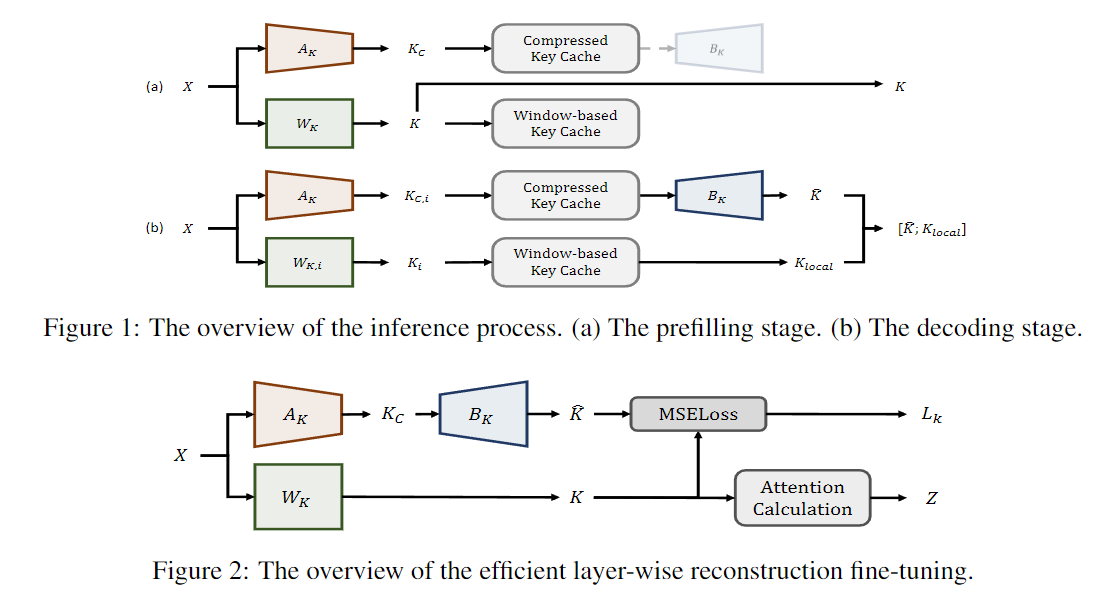 (a) X
A_K
K_C
Compressed
Key Cache
B_K
W_K
K
Window-based
Key Cache
K
(b) X
A_K
K_{C,i}
Compressed
Key Cache
B_K
K̂
W_{K,i}
K_i
Window-based
Key Cache
K_{local}
[K̂; K_{local}]
Figure 1: The overview of the inference process. (a) The prefilling stage. (b) The decoding stage.
X
A_K
K_C
B_K
K̂
MSELoss
L_k
W_K
K
Attention
Calculation
Z
Figure 2: The overview of the efficient layer-wise reconstruction fine-tuning.